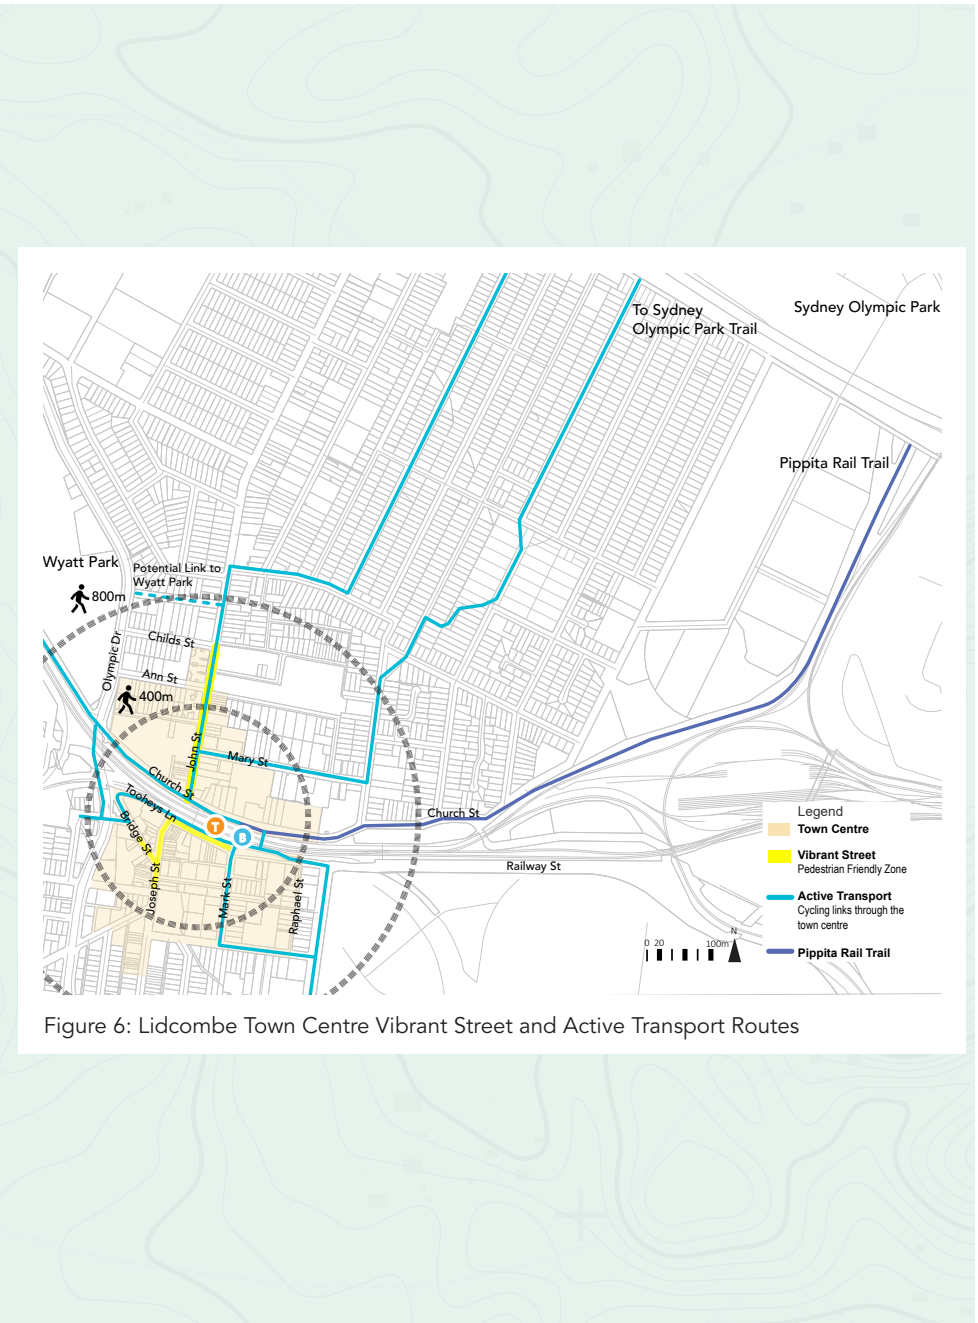 To Sydney
Olympic Park Trail
Sydney Olympic Park
Pippita Rail Trail
Wyatt Park
Potential Link to
Wyatt Park
800m
Childs St
Olympic Dr
Ann St
400m
John St
Mary St
Church St
Tooheys Ln
Bridge St
T
B
Church St
Railway St
Joseph St
Mark St
Raphael St
Legend
Town Centre
Vibrant Street
Pedestrian Friendly Zone
Active Transport
Cycling links through the
town centre
Pippita Rail Trail
N
0 20 100m
Figure 6: Lidcombe Town Centre Vibrant Street and Active Transport Routes